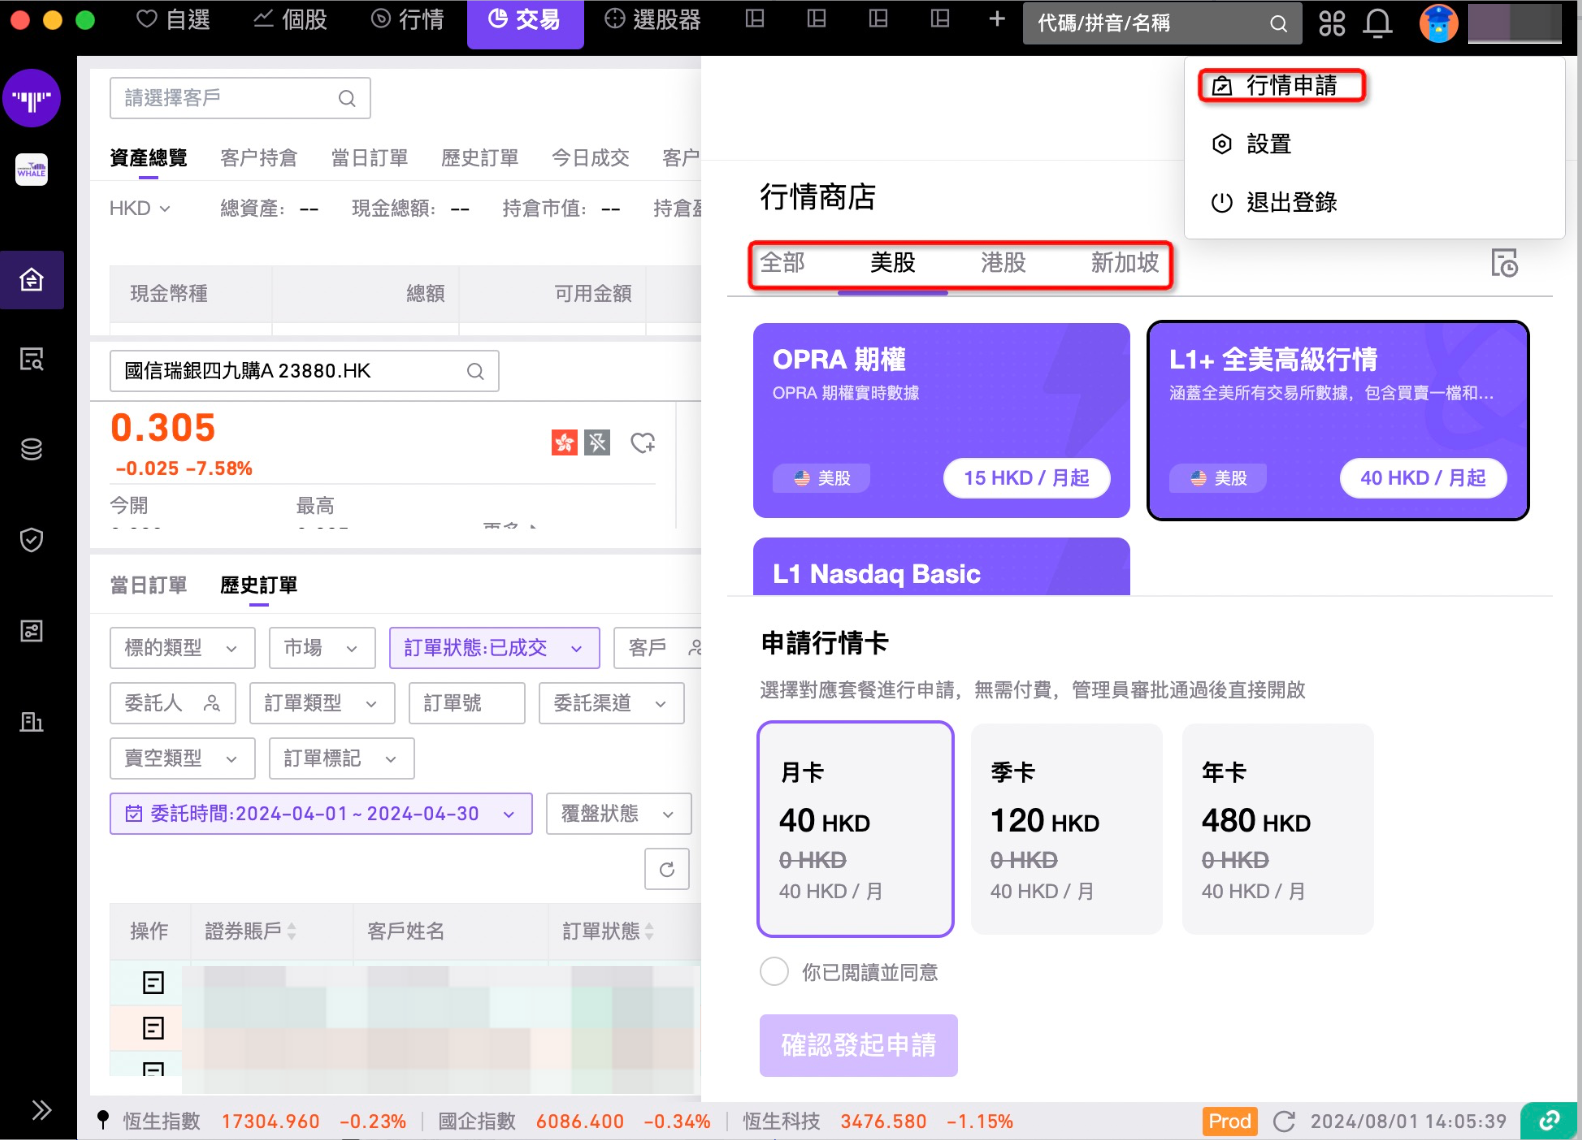 自選
個股
行情
交易
選股器
代碼/拼音/名稱
WHALE
行情申請
設置
退出登錄
請選擇客戶
資產總覽
客户持倉
當日訂單
歷史訂單
今日成交
客户
HKD
總資產: --
現金總額: --
持倉市值: --
持倉盈
現金幣種
總額
可用金額
國信瑞銀四九購A 23880.HK
0.305
-0.025 -7.58%
今開
最高
更多
當日訂單
歷史訂單
標的類型
市場
訂單狀態:已成交
客戶
委託人
訂單類型
訂單號
委託渠道
賣空類型
訂單標記
委託時間:2024-04-01 ~ 2024-04-30
覆盤狀態
操作
證券賬戶
客戶姓名
訂單狀態
行情商店
全部
美股
港股
新加坡
OPRA 期權
OPRA 期權實時數據
美股
15 HKD / 月起
L1+ 全美高級行情
涵蓋全美所有交易所數據，包含買賣一檔和...
美股
40 HKD / 月起
L1 Nasdaq Basic
申請行情卡
選擇對應套餐進行申請，無需付費，管理員審批通過後直接開啟
月卡
40 HKD
0 HKD
40 HKD / 月
季卡
120 HKD
0 HKD
40 HKD / 月
年卡
480 HKD
0 HKD
40 HKD / 月
你已閱讀並同意
確認發起申請
恆生指數 17304.960 -0.23%
國企指數 6086.400 -0.34%
恆生科技 3476.580 -1.15%
Prod
2024/08/01 14:05:39